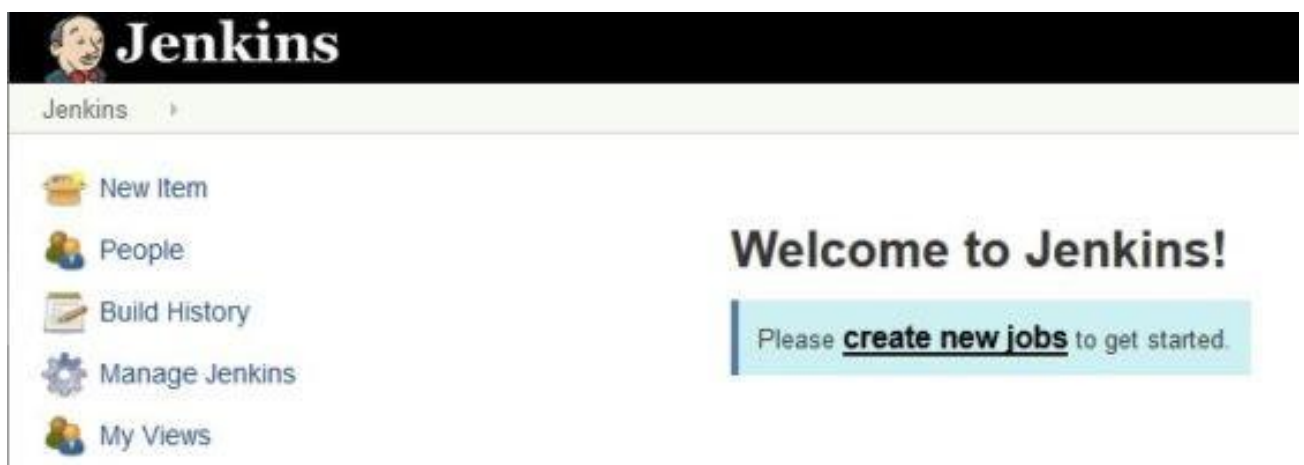 Jenkins
Jenkins
New Item
People
Build History
Manage Jenkins
My Views
Welcome to Jenkins!
Please create new jobs to get started.